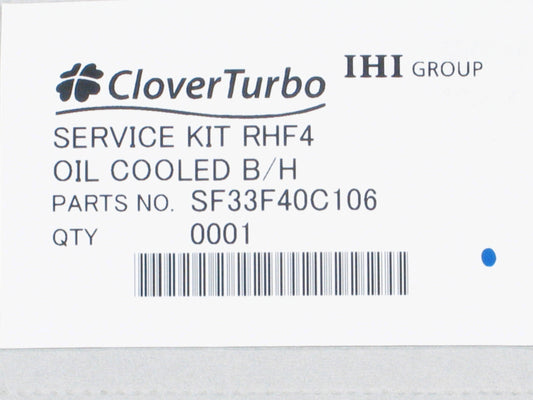 CloverTurbo IHI GROUP
SERVICE KIT RHF4
OIL COOLED B/H
PARTS NO. SF33F40C106
QTY 0001